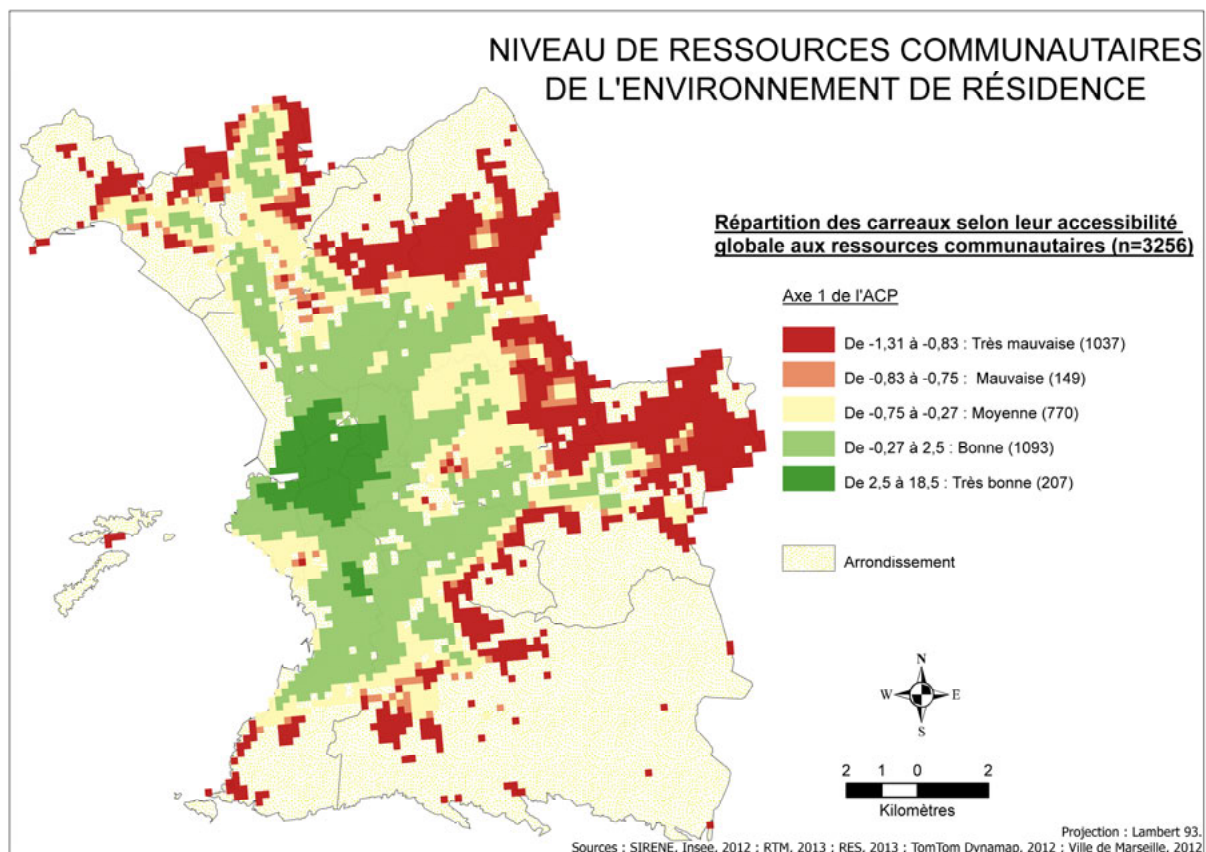 NIVEAU DE RESSOURCES COMMUNAUTAIRES
DE L'ENVIRONNEMENT DE RÉSIDENCE
Répartition des carreaux selon leur accessibilité
globale aux ressources communautaires (n=3256)
Axe 1 de l'ACP
De -1,31 à -0,83 : Très mauvaise (1037)
De -0,83 à -0,75 : Mauvaise (149)
De -0,75 à -0,27 : Moyenne (770)
De -0,27 à 2,5 : Bonne (1093)
De 2,5 à 18,5 : Très bonne (207)
Arrondissement
N
W E
S
2 1 0 2
Kilomètres
Projection : Lambert 93.
Sources : SIRENE, Insee, 2012 ; RTM, 2013 ; RES, 2013 ; TomTom Dynamap, 2012 ; Ville de Marseille, 2012